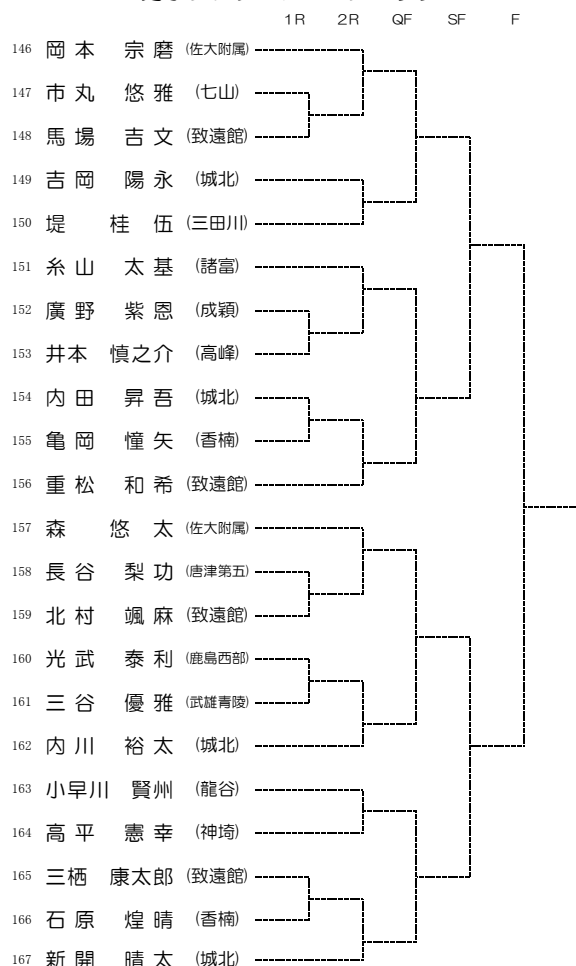 1R 2R QF SF F
146 岡本 宗磨 (佐大附属)
147 市丸 悠雅 (七山)
148 馬場 吉文 (致遠館)
149 吉岡 陽永 (城北)
150 堤 桂伍 (三田川)
151 糸山 太基 (諸富)
152 廣野 紫恩 (成穎)
153 井本 慎之介 (高峰)
154 内田 昇吾 (城北)
155 亀岡 憧矢 (香楠)
156 重松 和希 (致遠館)
157 森 悠太 (佐大附属)
158 長谷 梨功 (唐津第五)
159 北村 颯麻 (致遠館)
160 光武 泰利 (鹿島西部)
161 三谷 優雅 (武雄青陵)
162 内川 裕太 (城北)
163 小早川 賢州 (龍谷)
164 高平 憲幸 (神埼)
165 三栖 康太郎 (致遠館)
166 石原 煌晴 (香楠)
167 新開 晴太 (城北)